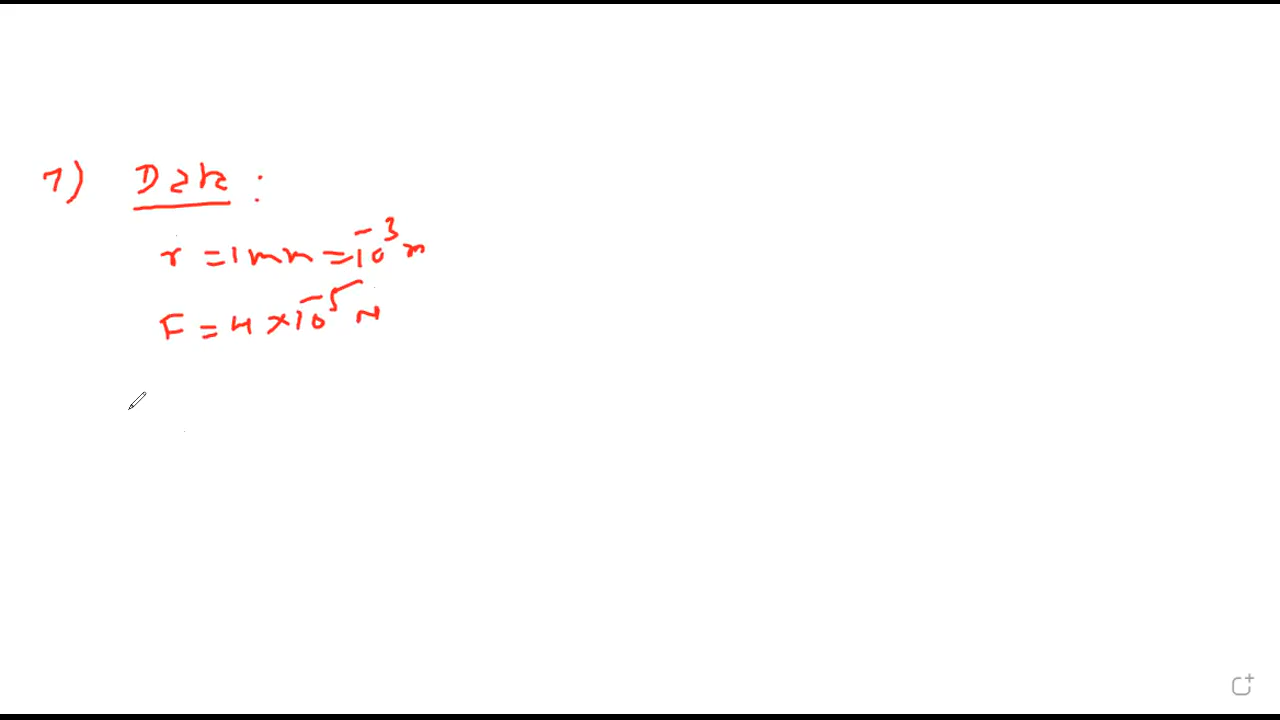 7) Data :
r = 1mm = 10⁻³ m
F = 4 × 10⁻⁵ N